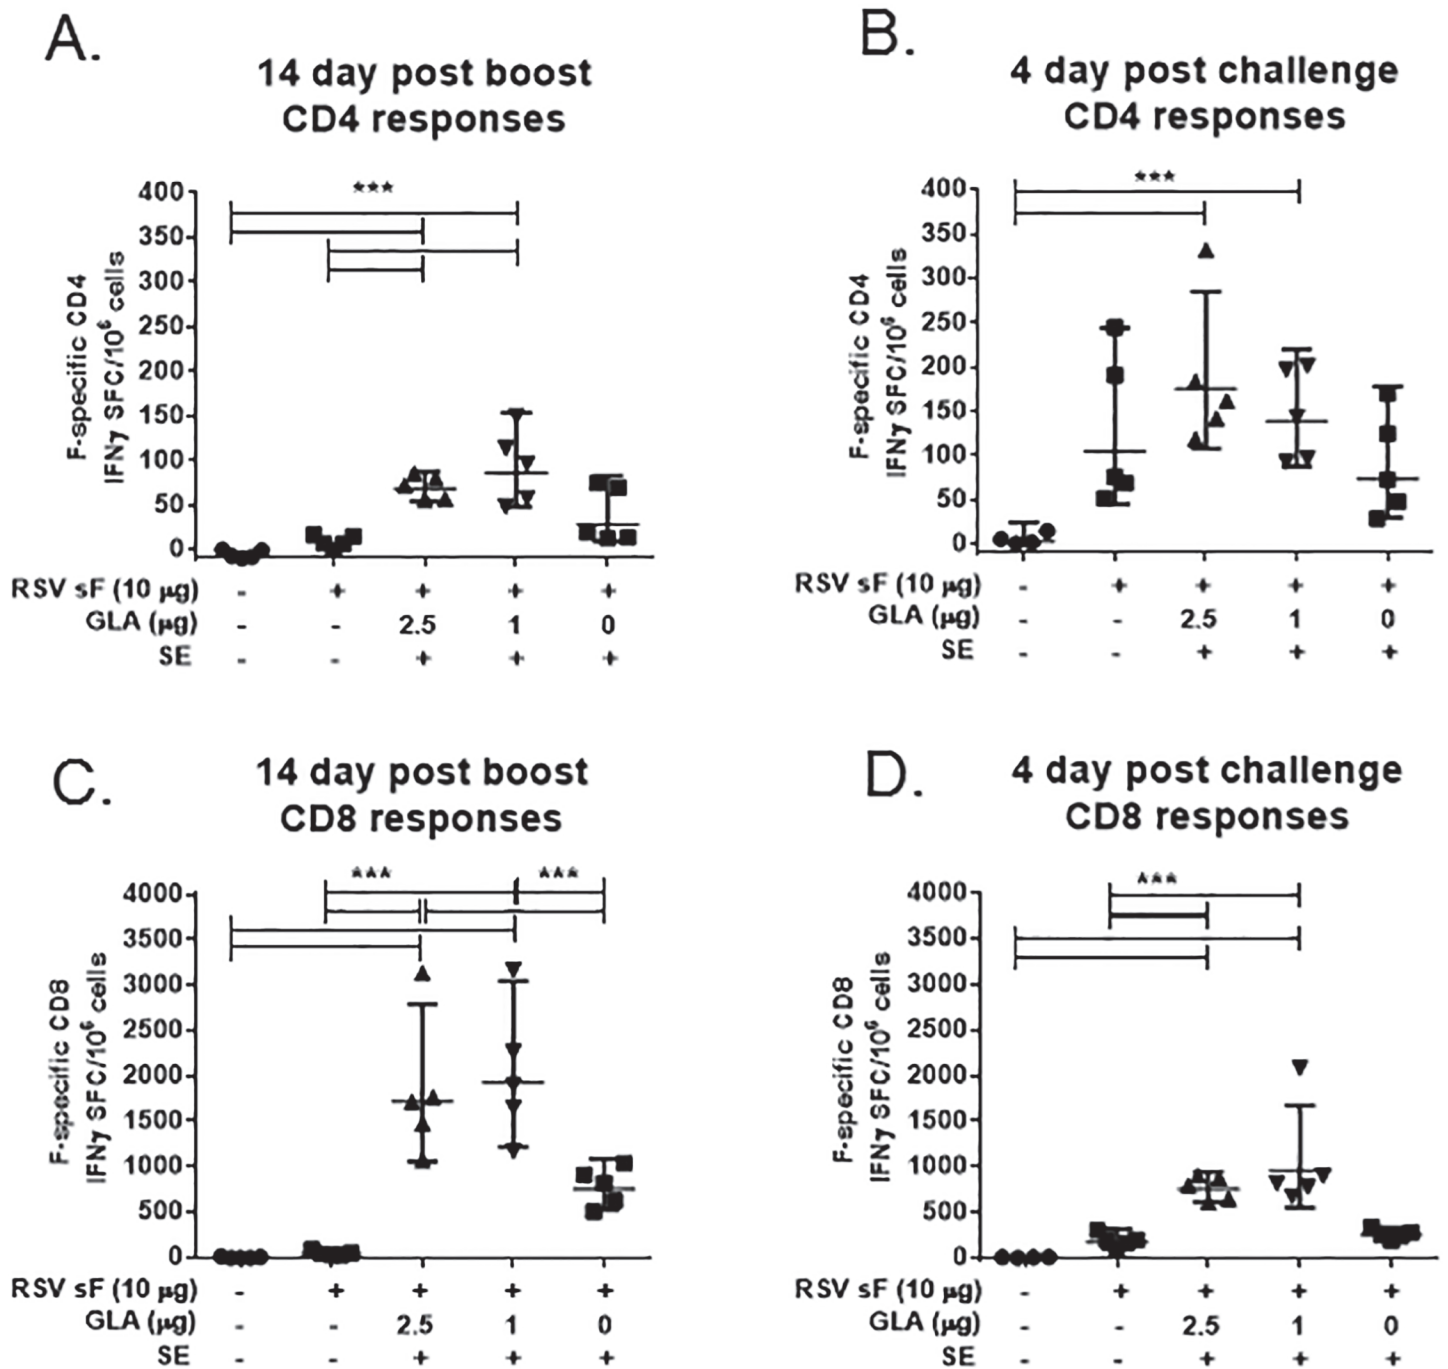 A.
14 day post boost
CD4 responses
***
400
350
300
250
200
150
100
50
0
F-specific CD4
IFNγ SFC/10⁶ cells
RSV sF (10 µg) - + + + +
GLA (µg) - - 2.5 1 0
SE - - + + +
B.
4 day post challenge
CD4 responses
***
400
350
300
250
200
150
100
50
0
F-specific CD4
IFNγ SFC/10⁶ cells
RSV sF (10 µg) - + + + +
GLA (µg) - - 2.5 1 0
SE - - + + +
C.
14 day post boost
CD8 responses
*** ***
4000
3500
3000
2500
2000
1500
1000
500
0
F-specific CD8
IFNγ SFC/10⁶ cells
RSV sF (10 µg) - + + + +
GLA (µg) - - 2.5 1 0
SE - - + + +
D.
4 day post challenge
CD8 responses
***
4000
3500
3000
2500
2000
1500
1000
500
0
F-specific CD8
IFNγ SFC/10⁶ cells
RSV sF (10 µg) - + + + +
GLA (µg) - - 2.5 1 0
SE - - + + +